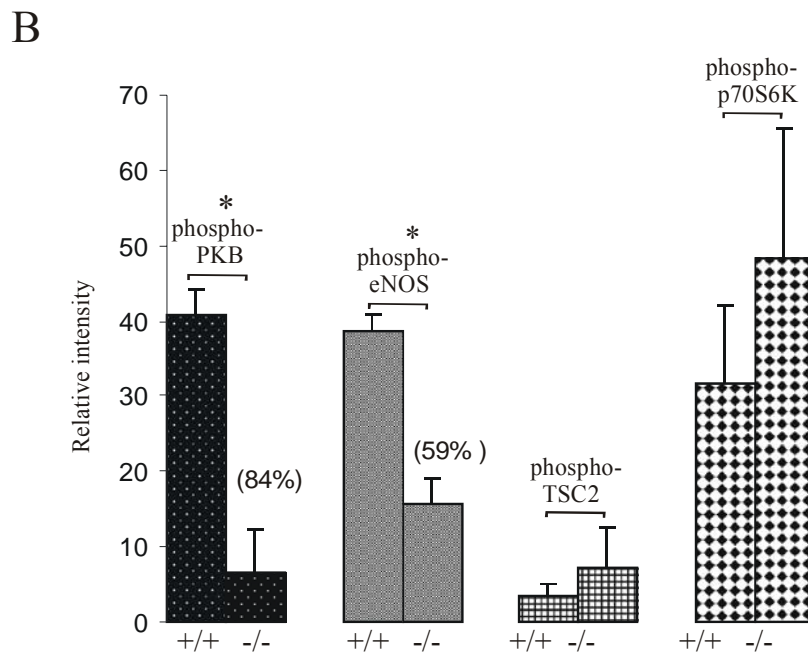 B
Relative intensity
70
60
50
40
30
20
10
0
*
phospho-
PKB
(84%)
*
phospho-
eNOS
(59% )
phospho-
TSC2
phospho-
p70S6K
+/+ -/-
+/+ -/-
+/+ -/-
+/+ -/-